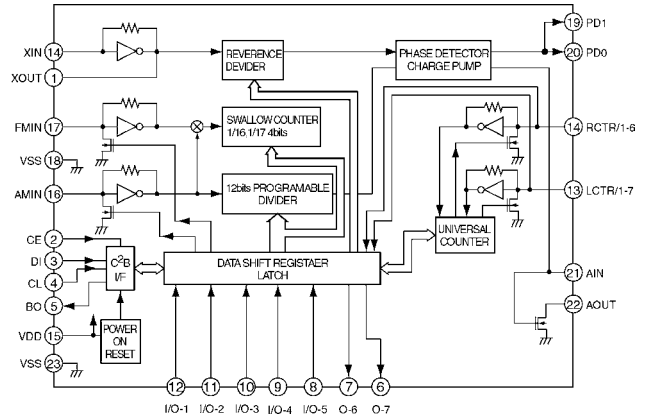 19 PD1
XIN 14
REVERENCE
DEVIDER
PHASE DETECTOR
CHARGE PUMP
20 PD0
XOUT 1
FMIN 17
SWALLOW COUNTER
1/16,1/17 4bits
14 RCTR/1-6
VSS 18
AMIN 16
12bits PROGRAMABLE
DIVIDER
13 LCTR/1-7
CE 2
DI 3
CL 4
BO 5
C²B
I/F
DATA SHIFT REGISTAER
LATCH
UNIVERSAL
COUNTER
21 AIN
22 AOUT
VDD 15
POWER
ON
RESET
VSS 23
12 11 10 9 8 7 6
I/O-1 I/O-2 I/O-3 I/O-4 I/O-5 O-6 O-7